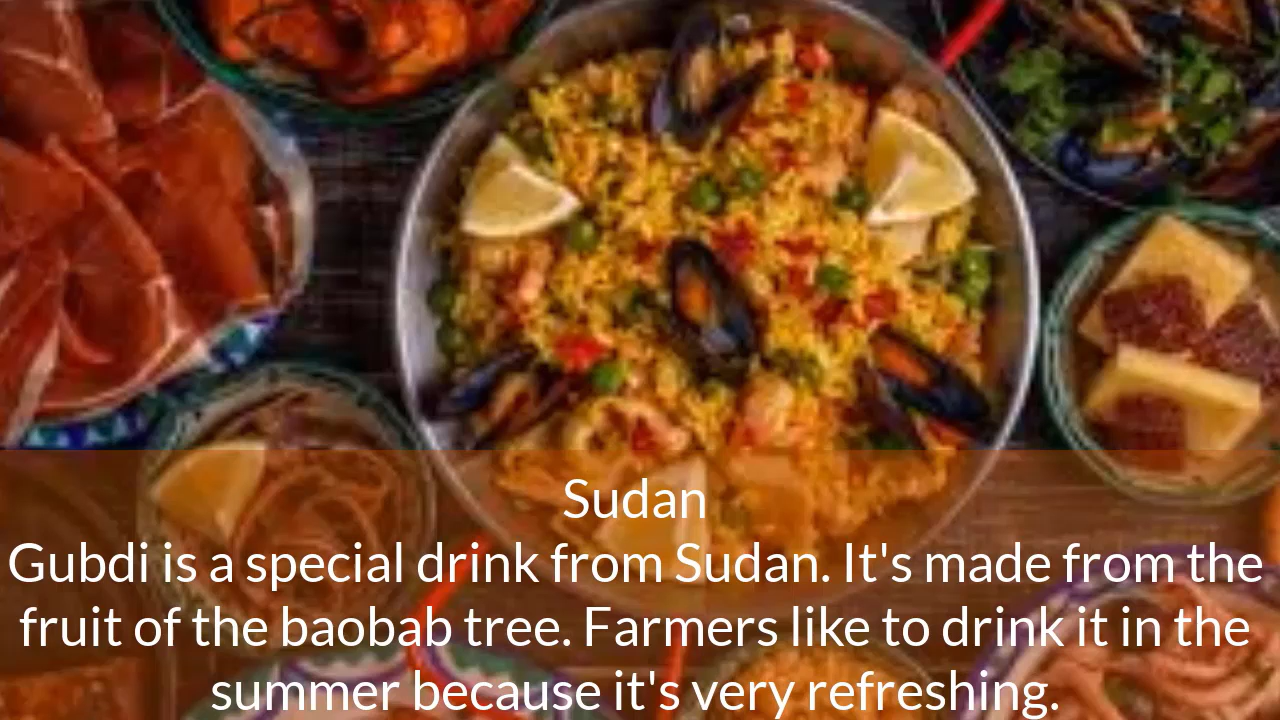 Sudan
Gubdi is a special drink from Sudan. It's made from the
fruit of the baobab tree. Farmers like to drink it in the
summer because it's very refreshing.